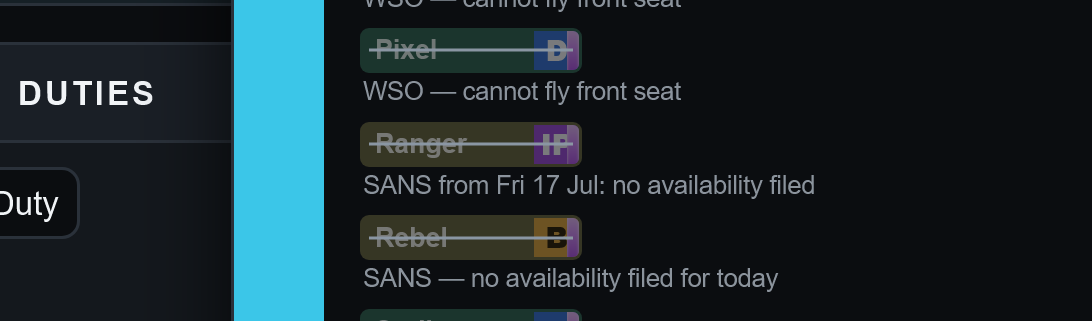 WSO — cannot fly front seat
Pixel D
WSO — cannot fly front seat
DUTIES
Ranger IP
SANS from Fri 17 Jul: no availability filed
Duty
Rebel B
SANS — no availability filed for today